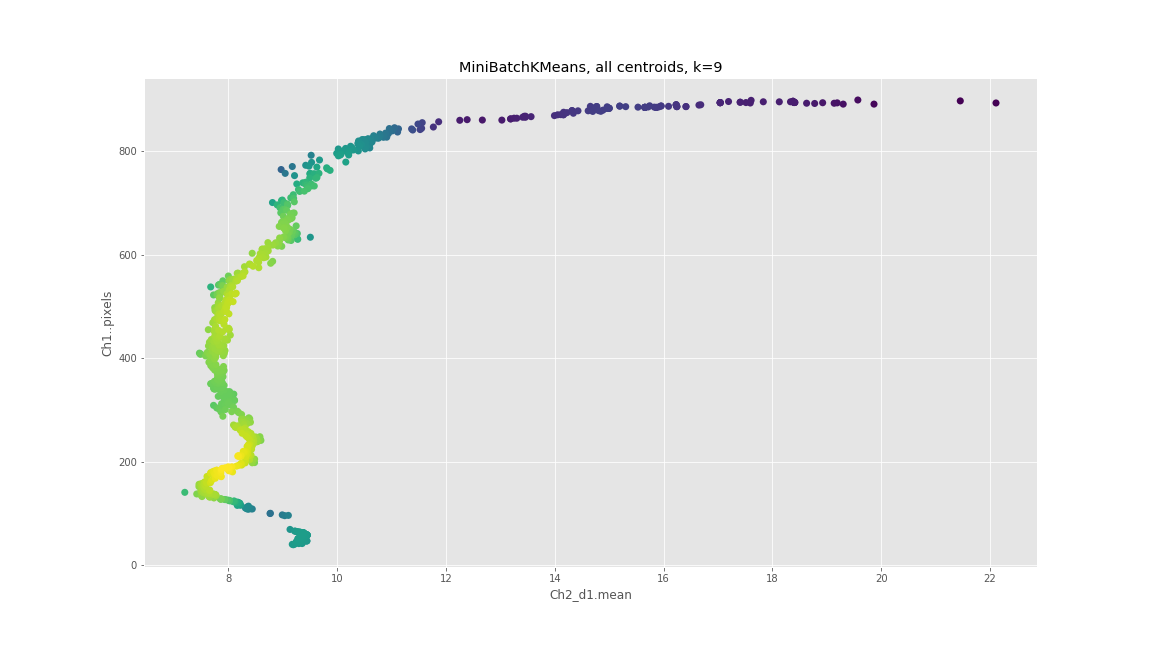 MiniBatchKMeans, all centroids, k=9
800
600
400
200
0
Ch1..pixels
8 10 12 14 16 18 20 22
Ch2_d1.mean